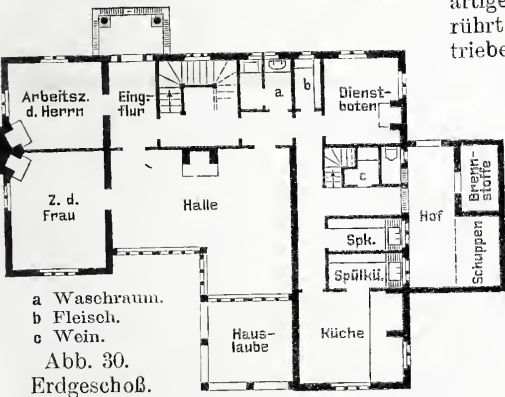 artige
rührt
triebe
Arbeitsz.
d. Herrn
Eing.
flur
a
b
Dienst-
boten
Z. d.
Frau
Halle
c
Hof
Brenn-
stoffe
Spk.
Schuppen
Spülkü.
a Waschraum.
b Fleisch.
c Wein.
Haus-
laube
Küche
Abb. 30.
Erdgeschoß.